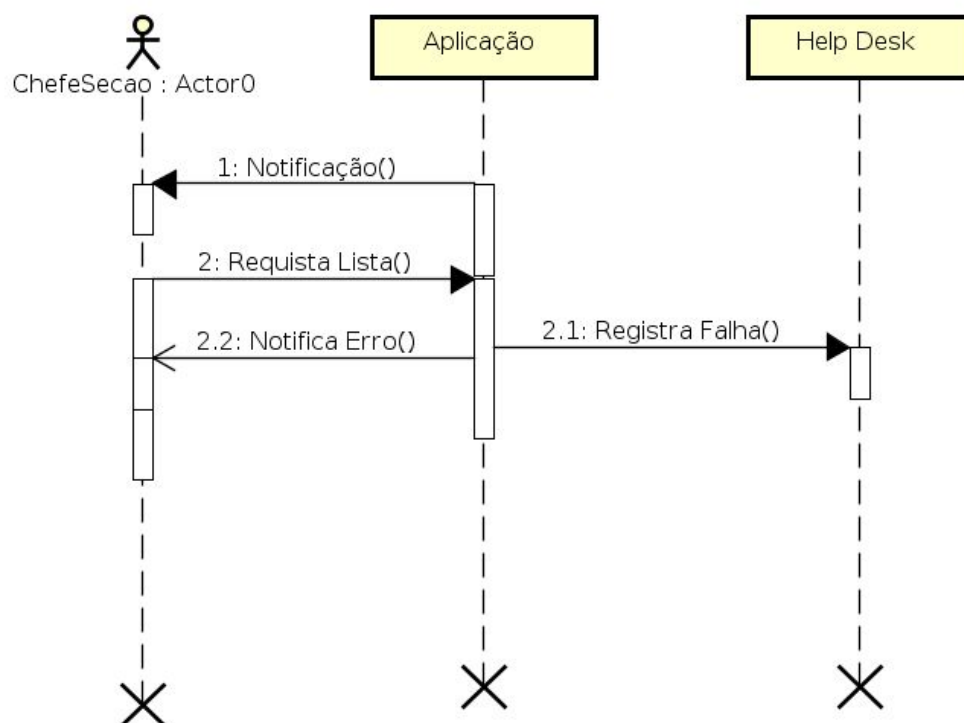 Aplicação
Help Desk
ChefeSecao : Actor0
1: Notificação()
2: Requista Lista()
2.1: Registra Falha()
2.2: Notifica Erro()